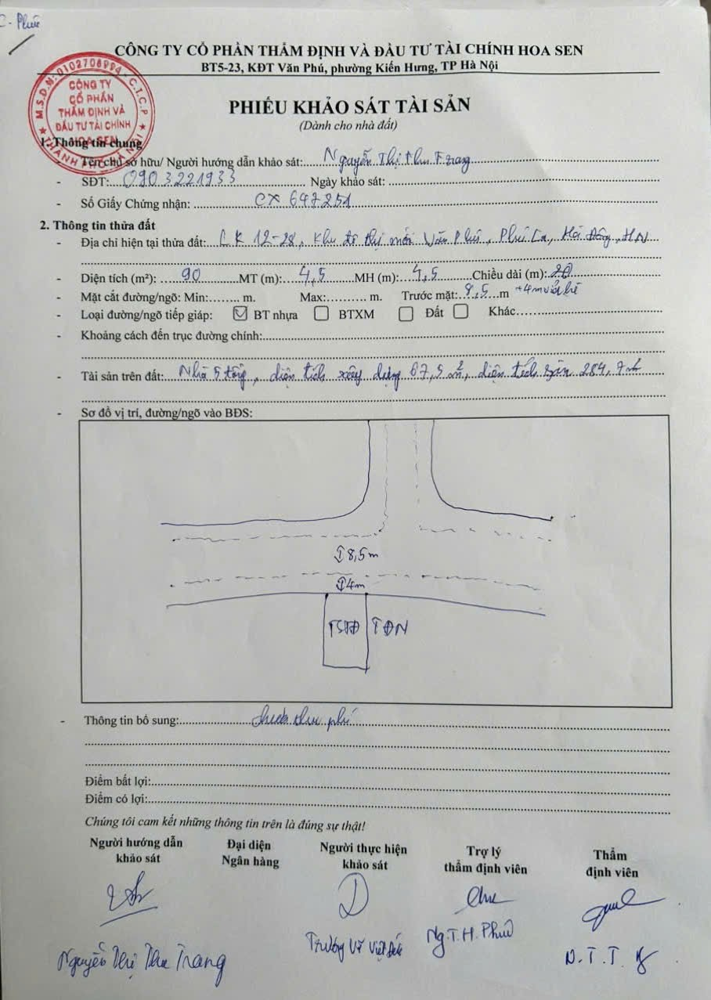 C. Phúc
CÔNG TY CỔ PHẦN THẨM ĐỊNH VÀ ĐẦU TƯ TÀI CHÍNH HOA SEN
BT5-23, KĐT Văn Phú, phường Kiến Hưng, TP Hà Nội
M.S.D.N: 0102706994 - C.T.C.P
CÔNG TY
CỔ PHẦN
THẨM ĐỊNH VÀ
ĐẦU TƯ TÀI CHÍNH
HOA SEN
THÀNH PHỐ HÀ NỘI
PHIẾU KHẢO SÁT TÀI SẢN
(Dành cho nhà đất)
1. Thông tin chung
- Tên chủ sở hữu/ Người hướng dẫn khảo sát: Nguyễn Thị Thu Trang
- SĐT: 0903221933 Ngày khảo sát:
- Số Giấy Chứng nhận: CX 647251
2. Thông tin thửa đất
- Địa chỉ hiện tại thửa đất: LK 12-28, Khu đô thị mới Văn Phú, Phú La, Hà Đông, HN
- Diện tích (m²): 90 MT (m): 4,5 MH (m): 4,5 Chiều dài (m): 20
- Mặt cắt đường/ngõ: Min: m. Max: m. Trước mặt: 8,5 m +4m vỉa hè
- Loại đường/ngõ tiếp giáp: BT nhựa BTXM Đất Khác
- Khoảng cách đến trục đường chính:
- Tài sản trên đất: Nhà 5 tầng, diện tích xây dựng 67,5 m², diện tích sàn 284,7 m²
- Sơ đồ vị trí, đường/ngõ vào BĐS:
8,5m
4m
TSTĐ TĐN
- Thông tin bổ sung: chưa thu phí
Điểm bất lợi:
Điểm có lợi:
Chúng tôi cam kết những thông tin trên là đúng sự thật!
Người hướng dẫn khảo sát
Đại diện Ngân hàng
Người thực hiện khảo sát
Trợ lý thẩm định viên
Thẩm định viên
Nguyễn Thị Thu Trang
Trương Vũ Việt Đức
Ng.T.H. Phúc